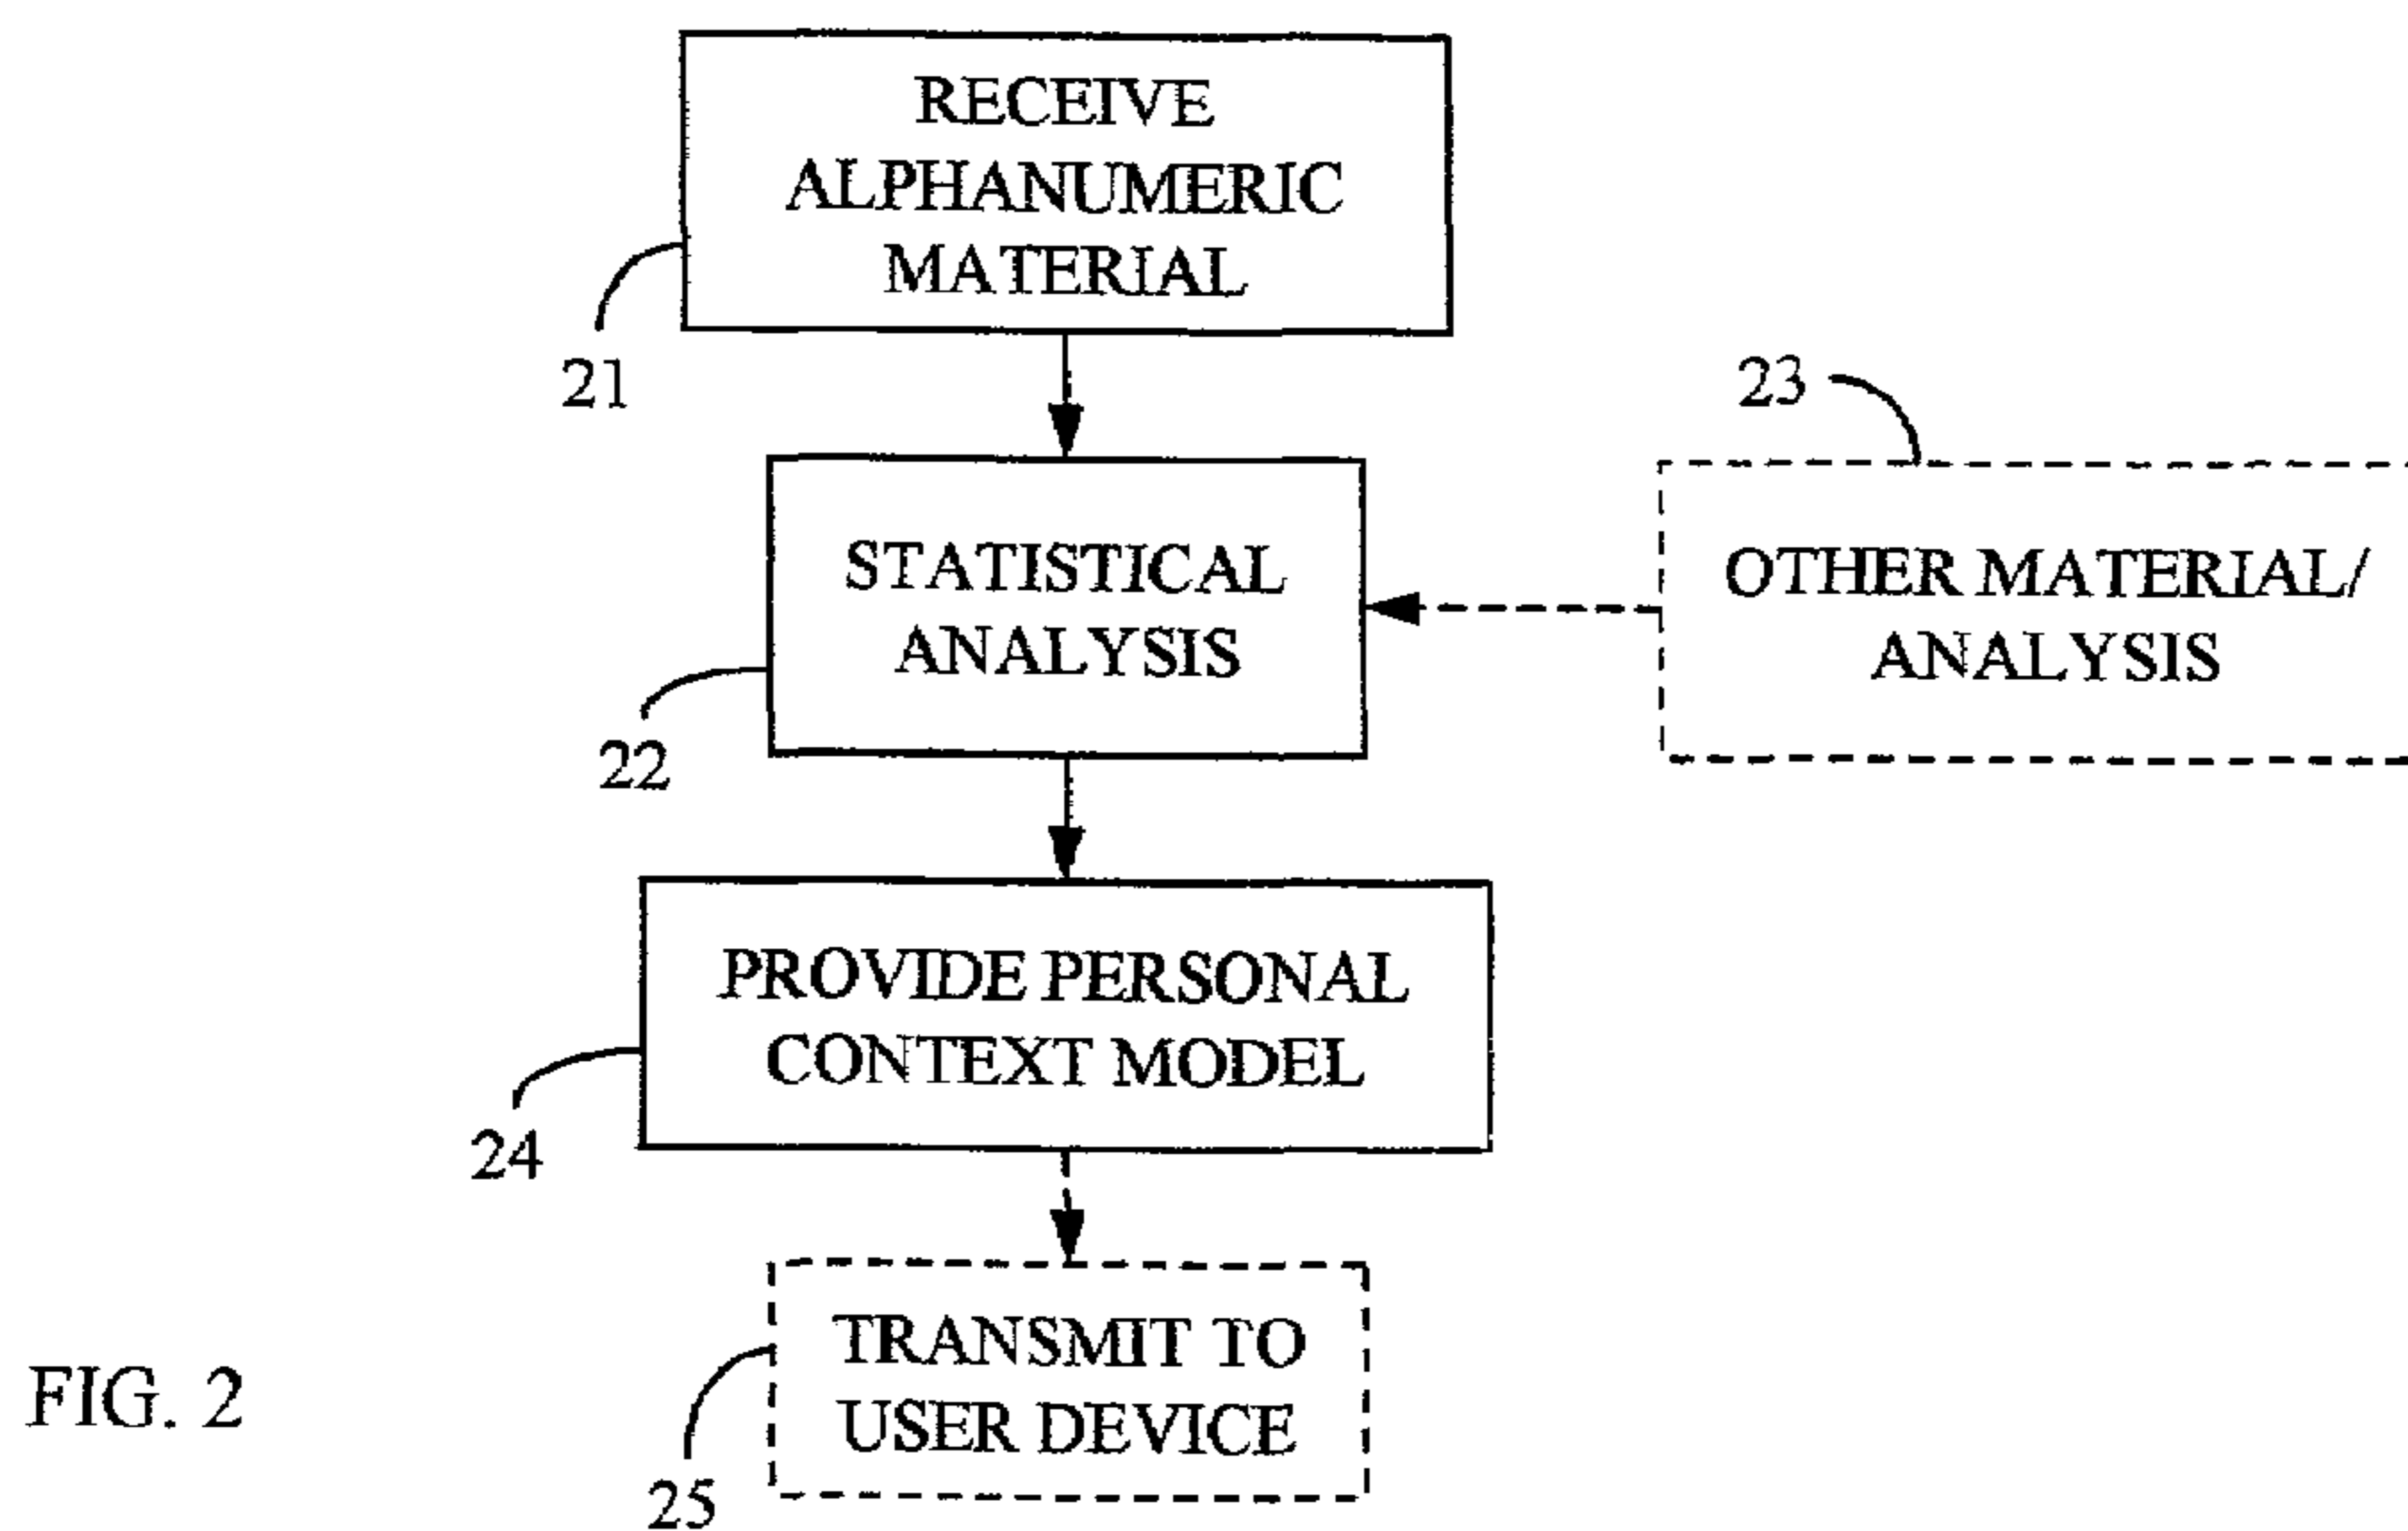 RECEIVE
ALPHANUMERIC
MATERIAL
21
23
STATISTICAL
ANALYSIS
22
OTHER MATERIAL/
ANALYSIS
PROVIDE PERSONAL
CONTEXT MODEL
24
TRANSMIT TO
USER DEVICE
25
FIG. 2